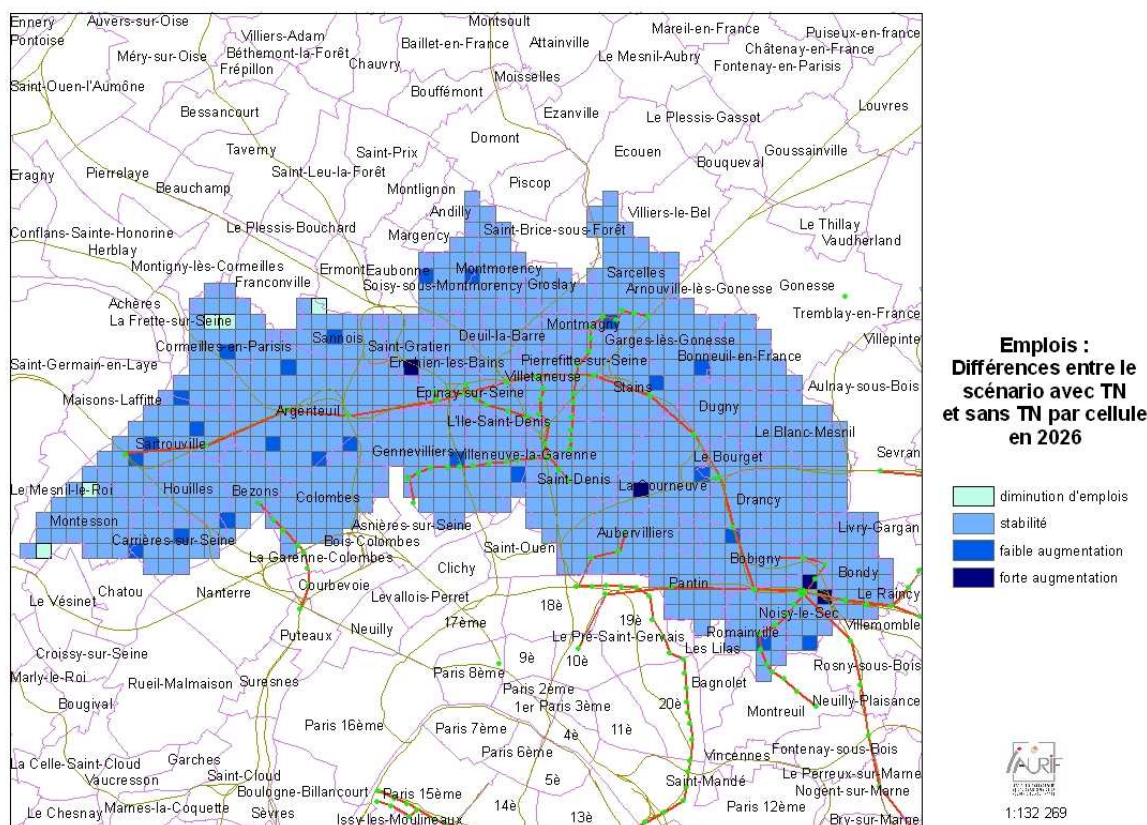 Ennery
Auvers-sur-Oise
Montsoult
Mareil-en-France
Puiseux-en-france
Pontoise
Villiers-Adam
Baillet-en-France
Attainville
Châtenay-en-France
Méry-sur-Oise
Béthemont-la-Forêt
Le Mesnil-Aubry
Fontenay-en-Parisis
Frépillon
Chauvry
Moisselles
Saint-Ouen-l'Aumône
Bouffémont
Louvres
Bessancourt
Ezanville
Le Plessis-Gassot
Domont
Taverny
Saint-Prix
Ecouen
Goussainville
Bouqueval
Eragny
Pierrelaye
Saint-Leu-la-Forêt
Beauchamp
Montlignon
Piscop
Andilly
Villiers-le-Bel
Le Thillay
Conflans-Sainte-Honorine
Le Plessis-Bouchard
Margency
Saint-Brice-sous-Forêt
Vaudherland
Herblay
Montigny-lès-Cormeilles
Ermont
Eaubonne
Montmorency
Sarcelles
Franconville
Soisy-sous-Montmorency
Groslay
Arnouville-lès-Gonesse
Gonesse
Achères
La Frette-sur-Seine
Tremblay-en-France
Sannois
Deuil-la-Barre
Montmagny
Garges-lès-Gonesse
Villepinte
Cormeilles-en-Parisis
Saint-Gratien
Saint-Germain-en-Laye
Enghien-les-Bains
Pierrefitte-sur-Seine
Bonneuil-en-France
Villetaneuse
Stains
Aulnay-sous-Bois
Maisons-Laffitte
Epinay-sur-Seine
Argenteuil
Dugny
L'Ile-Saint-Denis
Le Blanc-Mesnil
Sartrouville
Gennevilliers
Villeneuve-la-Garenne
Le Bourget
Sevran
Saint-Denis
Le Mesnil-le-Roi
Houilles
Bezons
Colombes
La Courneuve
Drancy
Montesson
Asnières-sur-Seine
Aubervilliers
Livry-Gargan
Carrières-sur-Seine
Bois-Colombes
Saint-Ouen
La Garenne-Colombes
Bobigny
Bondy
Clichy
Chatou
Courbevoie
Pantin
Le Raincy
Le Vésinet
Nanterre
Levallois-Perret
18è
Noisy-le-Sec
17ème
19è
Villemomble
Puteaux
Neuilly
Le Pré-Saint-Gervais
Romainville
Croissy-sur-Seine
9è
10è
Les Lilas
Rosny-sous-Bois
Marly-le-Roi
Rueil-Malmaison
Suresnes
Paris 8ème
Bagnolet
Bougival
Paris 2ème
20è
Neuilly-Plaisance
1er
Paris 3ème
Montreuil
Paris 16ème
Paris 7ème
4è
11è
Paris 6ème
Vincennes
Fontenay-sous-Bois
La Celle-Saint-Cloud
Garches
5è
Saint-Mandé
Le Perreux-sur-Marne
Vaucresson
Saint-Cloud
Nogent-sur-Marne
Boulogne-Billancourt
Paris 15ème
Le Chesnay
Marnes-la-Coquette
Sèvres
14è
Paris 12ème
Issy-les-Moulineaux
13è
Bry-sur-Marne
Emplois :
Différences entre le
scénario avec TN
et sans TN par cellule
en 2026
diminution d'emplois
stabilité
faible augmentation
forte augmentation
IAURIF
1:132 269